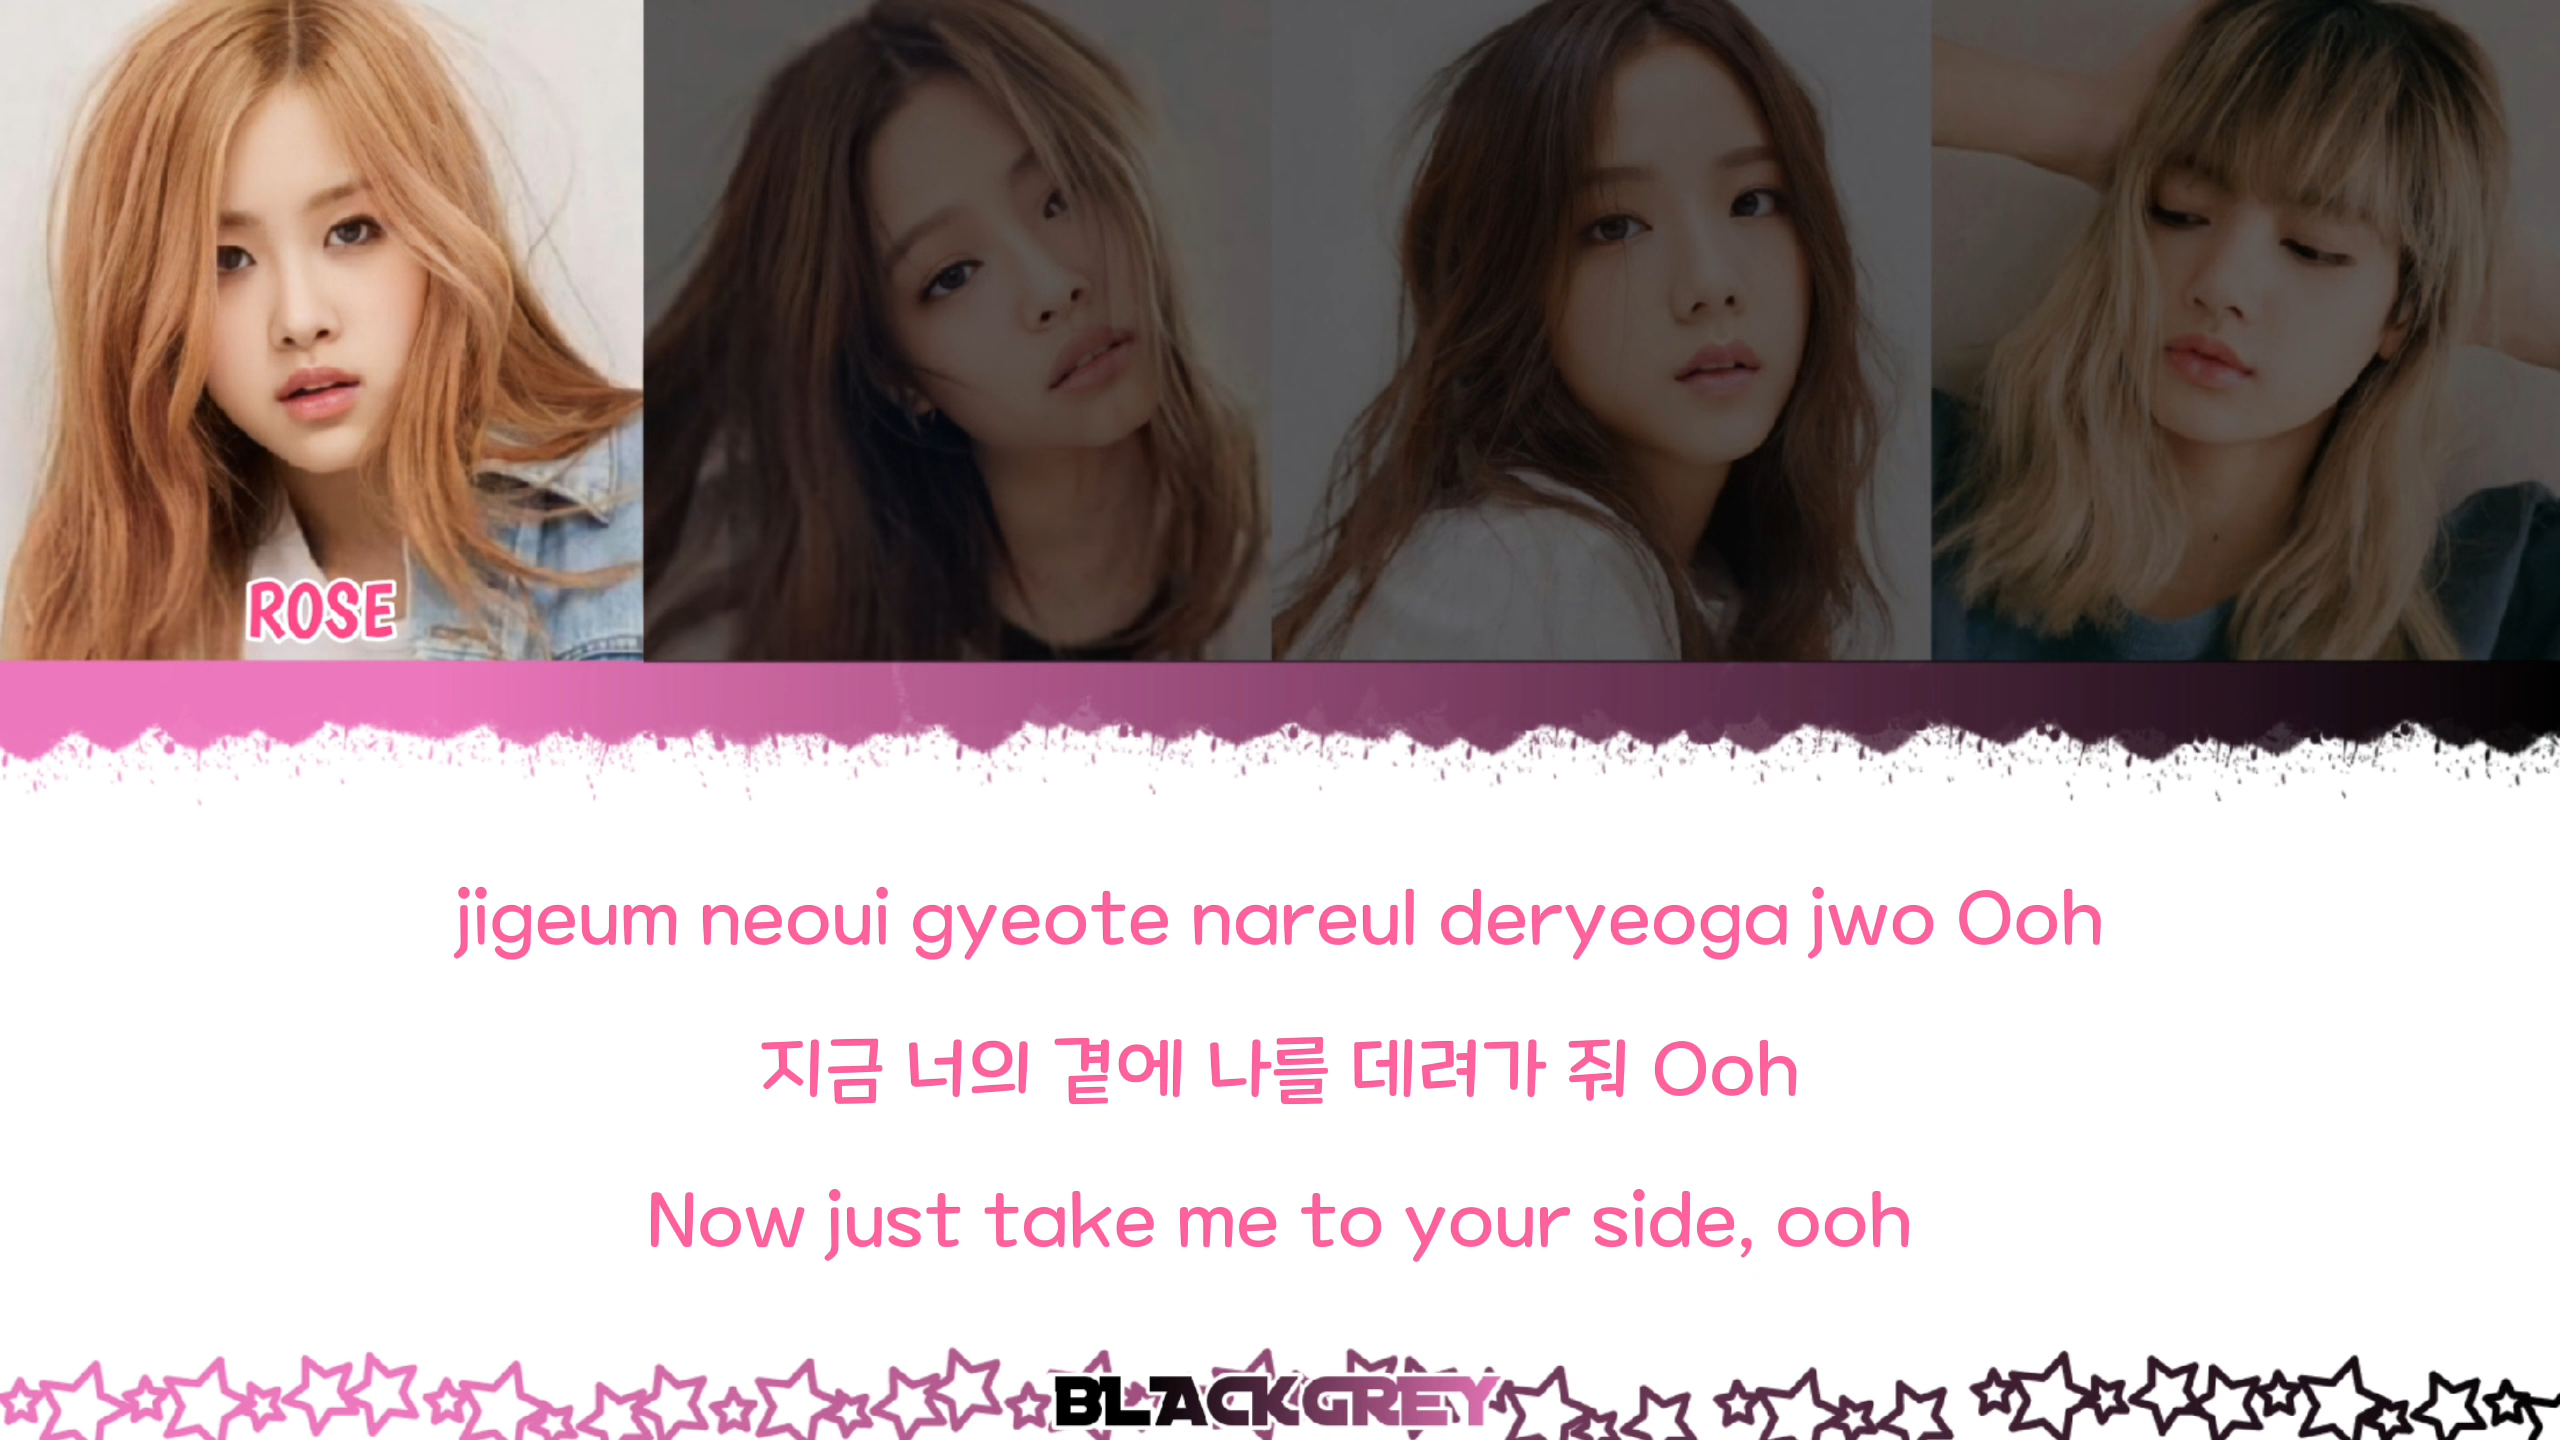 ROSE
jigeum neoui gyeote nareul deryeoga jwo Ooh
지금 너의 곁에 나를 데려가 줘 Ooh
Now just take me to your side, ooh
BLACKGREY